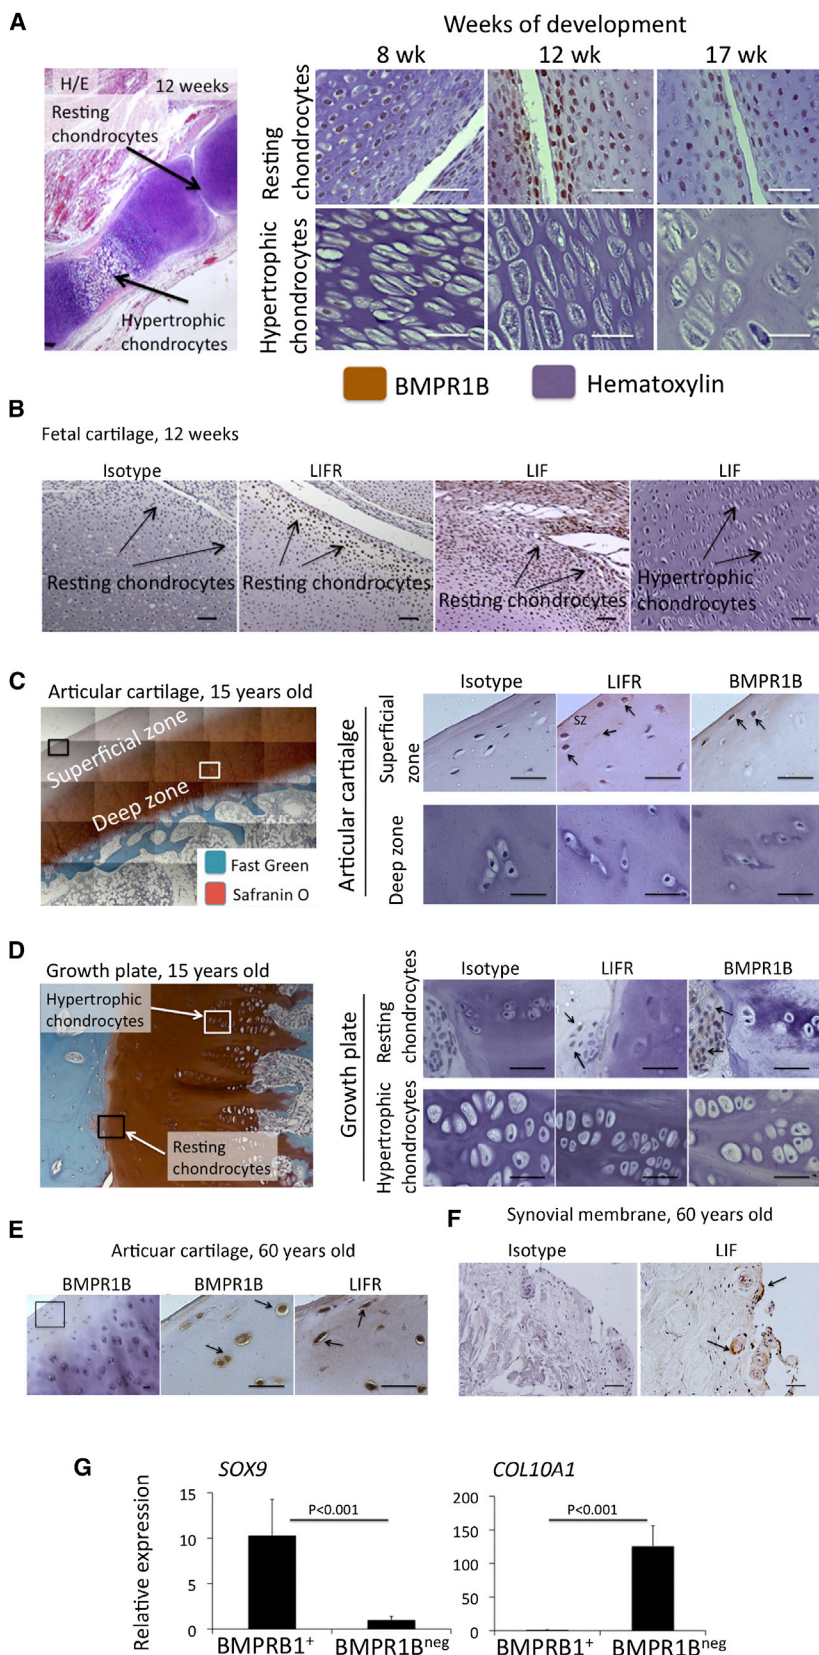 A
Weeks of development
8 wk 12 wk 17 wk
H/E 12 weeks
Resting
chondrocytes
Hypertrophic
chondrocytes
Resting
chondrocytes
Hypertrophic
chondrocytes
BMPR1B Hematoxylin
B
Fetal cartilage, 12 weeks
Isotype LIFR LIF LIF
Resting chondrocytes
Resting chondrocytes
Resting chondrocytes
Hypertrophic
chondrocytes
C
Articular cartilage, 15 years old
Superficial zone
Deep zone
Fast Green
Safranin O
Articular cartialge
Superficial
zone
Deep zone
Isotype LIFR BMPR1B
SZ
D
Growth plate, 15 years old
Hypertrophic
chondrocytes
Resting
chondrocytes
Growth plate
Resting
chondrocytes
Hypertrophic
chondrocytes
Isotype LIFR BMPR1B
E
Articuar cartilage, 60 years old
BMPR1B BMPR1B LIFR
F
Synovial membrane, 60 years old
Isotype LIF
G
SOX9
Relative expression
15
10
5
0
P<0.001
BMPRB1+ BMPR1Bneg
COL10A1
200
150
100
50
0
P<0.001
BMPRB1+ BMPR1Bneg